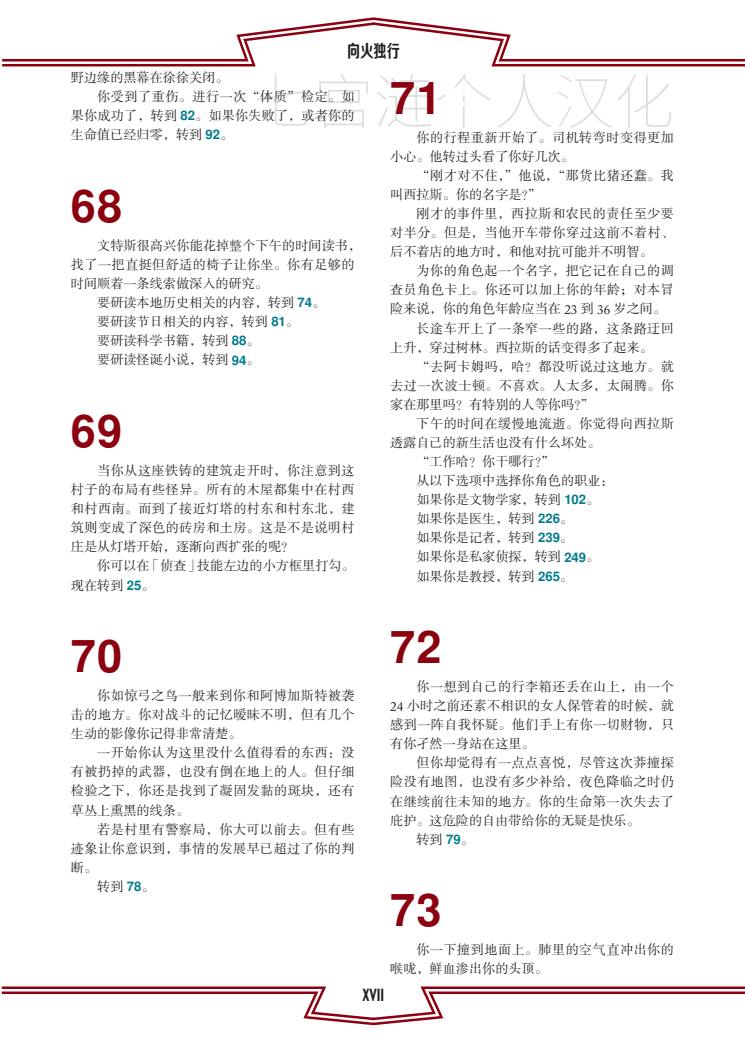 向火独行
七宫涟个人汉化
野边缘的黑幕在徐徐关闭。
你受到了重伤。进行一次“体质”检定。如
果你成功了，转到 82。如果你失败了，或者你的
生命值已经归零，转到 92。
68
文特斯很高兴你能花掉整个下午的时间读书，
找了一把直挺但舒适的椅子让你坐。你有足够的
时间顺着一条线索做深入的研究。
要研读本地历史相关的内容，转到 74。
要研读节日相关的内容，转到 81。
要研读科学书籍，转到 88。
要研读怪诞小说，转到 94。
69
当你从这座铁铸的建筑走开时，你注意到这
村子的布局有些怪异。所有的木屋都集中在村西
和村西南。而到了接近灯塔的村东和村东北，建
筑则变成了深色的砖房和土房。这是不是说明村
庄是从灯塔开始，逐渐向西扩张的呢？
你可以在「侦查」技能左边的小方框里打勾。
现在转到 25。
70
你如惊弓之鸟一般来到你和阿博加斯特被袭
击的地方。你对战斗的记忆暧昧不明，但有几个
生动的影像你记得非常清楚。
一开始你认为这里没什么值得看的东西：没
有被扔掉的武器，也没有倒在地上的人。但仔细
检验之下，你还是找到了凝固发黏的斑块，还有
草丛上熏黑的线条。
若是村里有警察局，你大可以前去。但有些
迹象让你意识到，事情的发展早已超过了你的判
断。
转到 78。
71
你的行程重新开始了。司机转弯时变得更加
小心。他转过头看了你好几次。
“刚才对不住，”他说，“那货比猪还蠢。我
叫西拉斯。你的名字是？”
刚才的事件里，西拉斯和农民的责任至少要
对半分。但是，当他开车带你穿过这前不着村、
后不着店的地方时，和他对抗可能并不明智。
为你的角色起一个名字，把它记在自己的调
查员角色卡上。你还可以加上你的年龄；对本冒
险来说，你的角色年龄应当在 23 到 36 岁之间。
长途车开上了一条窄一些的路，这条路迂回
上升，穿过树林。西拉斯的话变得多了起来。
“去阿卡姆吗，哈？都没听说过这地方。就
去过一次波士顿。不喜欢。人太多，太闹腾。你
家在那里吗？有特别的人等你吗？”
下午的时间在缓慢地流逝。你觉得向西拉斯
透露自己的新生活也没有什么坏处。
“工作哈？你干哪行？”
从以下选项中选择你角色的职业：
如果你是文物学家，转到 102。
如果你是医生，转到 226。
如果你是记者，转到 239。
如果你是私家侦探，转到 249。
如果你是教授，转到 265。
72
你一想到自己的行李箱还丢在山上，由一个
24 小时之前还素不相识的女人保管着的时候，就
感到一阵自我怀疑。他们手上有你一切财物，只
有你孑然一身站在这里。
但你却觉得有一点点喜悦，尽管这次莽撞探
险没有地图，也没有多少补给，夜色降临之时仍
在继续前往未知的地方。你的生命第一次失去了
庇护。这危险的自由带给你的无疑是快乐。
转到 79。
73
你一下撞到地面上。肺里的空气直冲出你的
喉咙，鲜血渗出你的头顶。
XVII